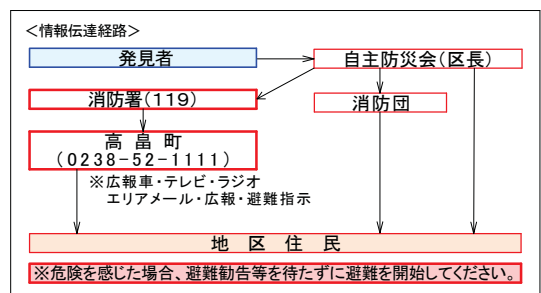 <情報伝達経路>
発見者
自主防災会(区長)
消防署(119)
消防団
高畠町
(0238-52-1111)
※広報車・テレビ・ラジオ
エリアメール・広報・避難指示
地区住民
※危険を感じた場合、避難勧告等を待たずに避難を開始してください。